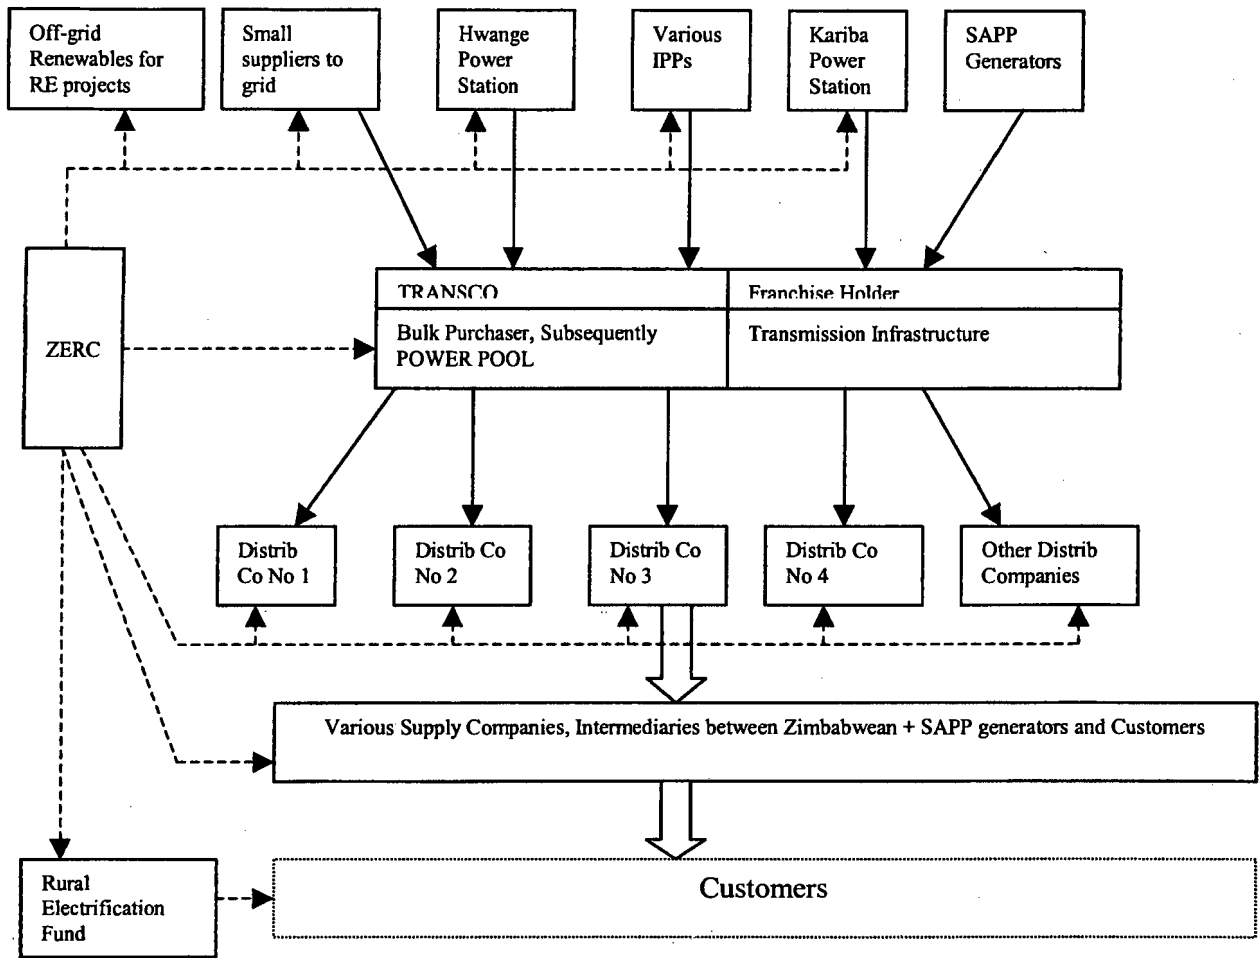 Off-grid
Renewables for
RE projects
Small
suppliers to
grid
Hwange
Power
Station
Various
IPPs
Kariba
Power
Station
SAPP
Generators
ZERC
TRANSCO
Franchise Holder
Bulk Purchaser, Subsequently
POWER POOL
Transmission Infrastructure
Distrib
Co No 1
Distrib Co
No 2
Distrib Co
No 3
Distrib Co
No 4
Other Distrib
Companies
Various Supply Companies, Intermediaries between Zimbabwean + SAPP generators and Customers
Rural
Electrification
Fund
Customers